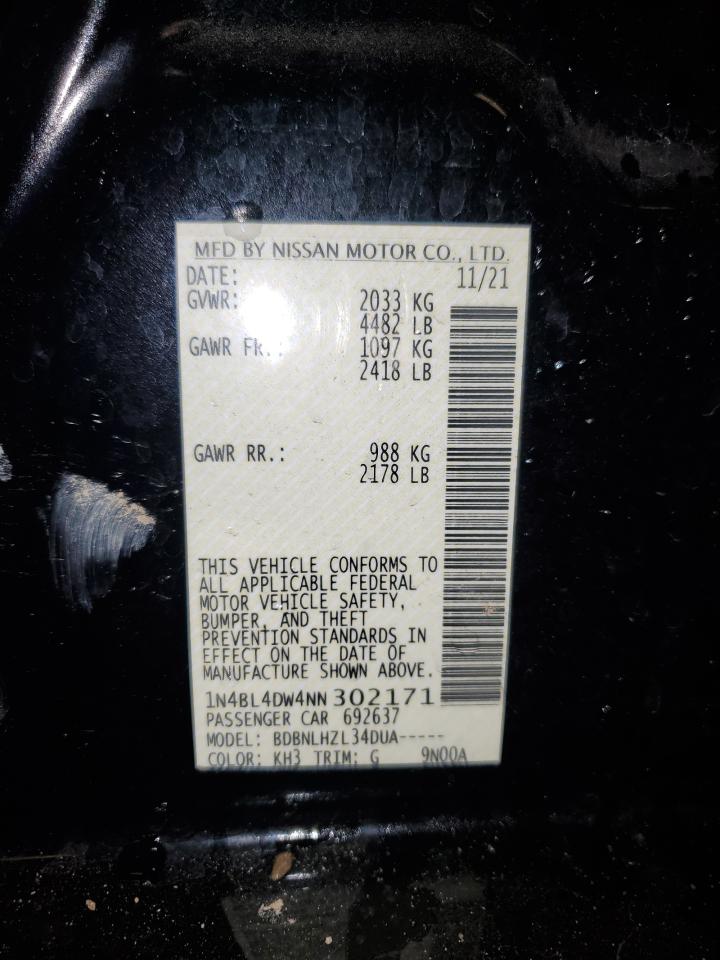 MFD BY NISSAN MOTOR CO., LTD.
DATE: 11/21
GVWR: 2033 KG
4482 LB
GAWR FR.: 1097 KG
2418 LB
GAWR RR.: 988 KG
2178 LB
THIS VEHICLE CONFORMS TO
ALL APPLICABLE FEDERAL
MOTOR VEHICLE SAFETY,
BUMPER, AND THEFT
PREVENTION STANDARDS IN
EFFECT ON THE DATE OF
MANUFACTURE SHOWN ABOVE.
1N4BL4DW4NN302171
PASSENGER CAR 692637
MODEL: BDBNLHZL34DUA-----
COLOR: KH3 TRIM: G 9N00A